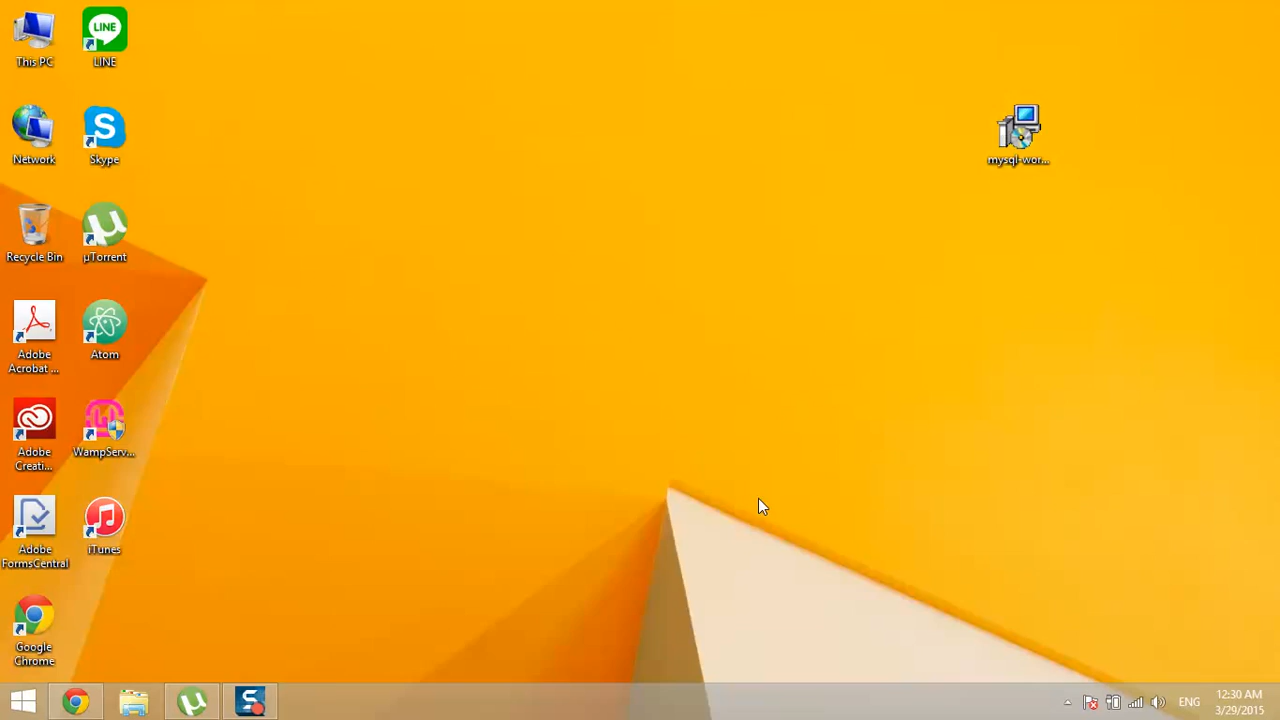 This PC
LINE
LINE
Network
S
Skype
Recycle Bin
µ
µTorrent
Adobe
Acrobat ...
Atom
Adobe
Creati...
WampServ...
Adobe
FormsCentral
iTunes
Google
Chrome
mysql-wor...
µ
S
ENG
12:30 AM
3/29/2015